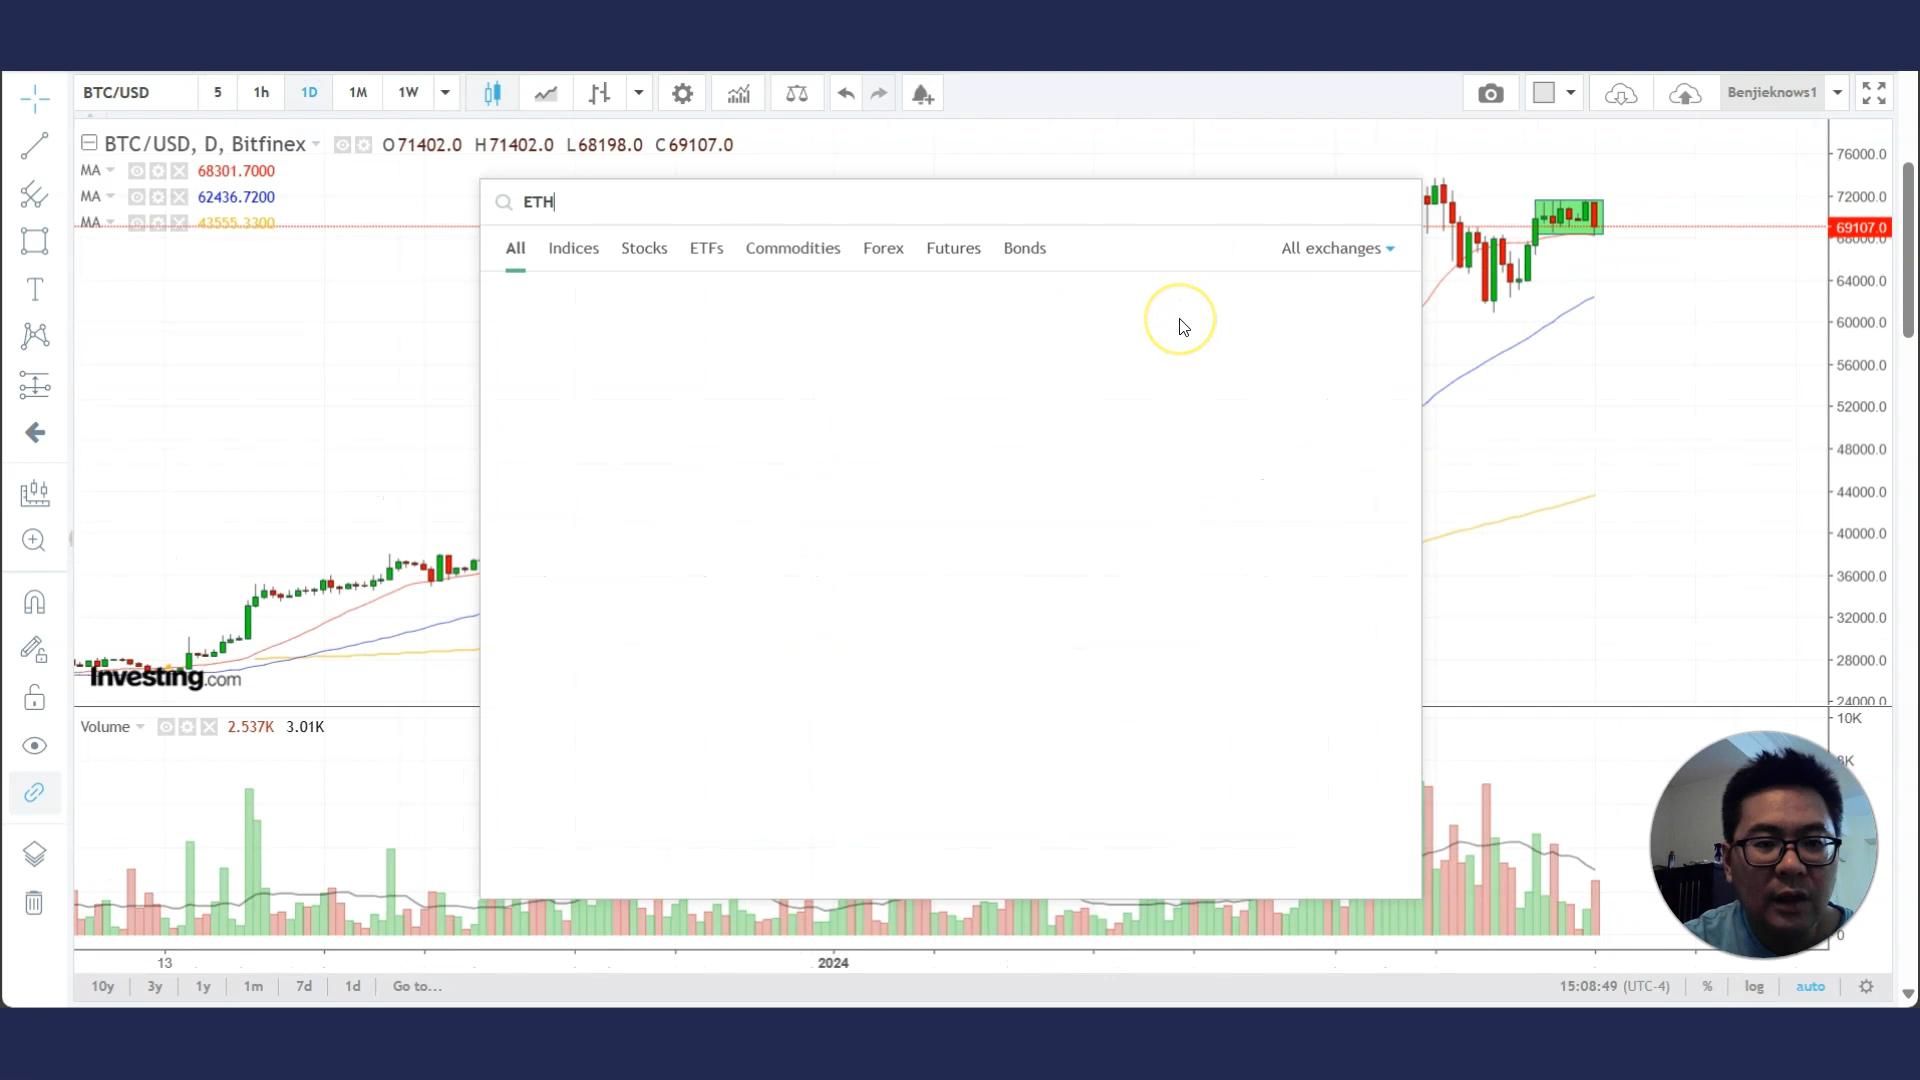 BTC/USD 5 1h 1D 1M 1W Benjieknows1
BTC/USD, D, Bitfinex O71402.0 H71402.0 L68198.0 C69107.0
MA 68301.7000
MA 62436.7200
MA 43555.3300
ETH
All Indices Stocks ETFs Commodities Forex Futures Bonds All exchanges
76000.0
72000.0
69107.0
68000.0
64000.0
60000.0
56000.0
52000.0
48000.0
44000.0
40000.0
36000.0
32000.0
28000.0
24000.0
Investing.com
Volume 2.537K 3.01K
10K
8K
0
13 2024
10y 3y 1y 1m 7d 1d Go to... 15:08:49 (UTC-4) % log auto